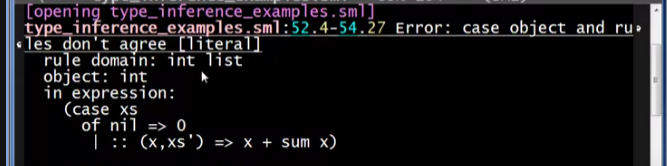 [opening type_inference_examples.sml]
type_inference_examples.sml:52.4-54.27 Error: case object and ru
les don't agree [literal]
rule domain: int list
object: int
in expression:
(case xs
of nil => 0
| :: (x,xs') => x + sum x)